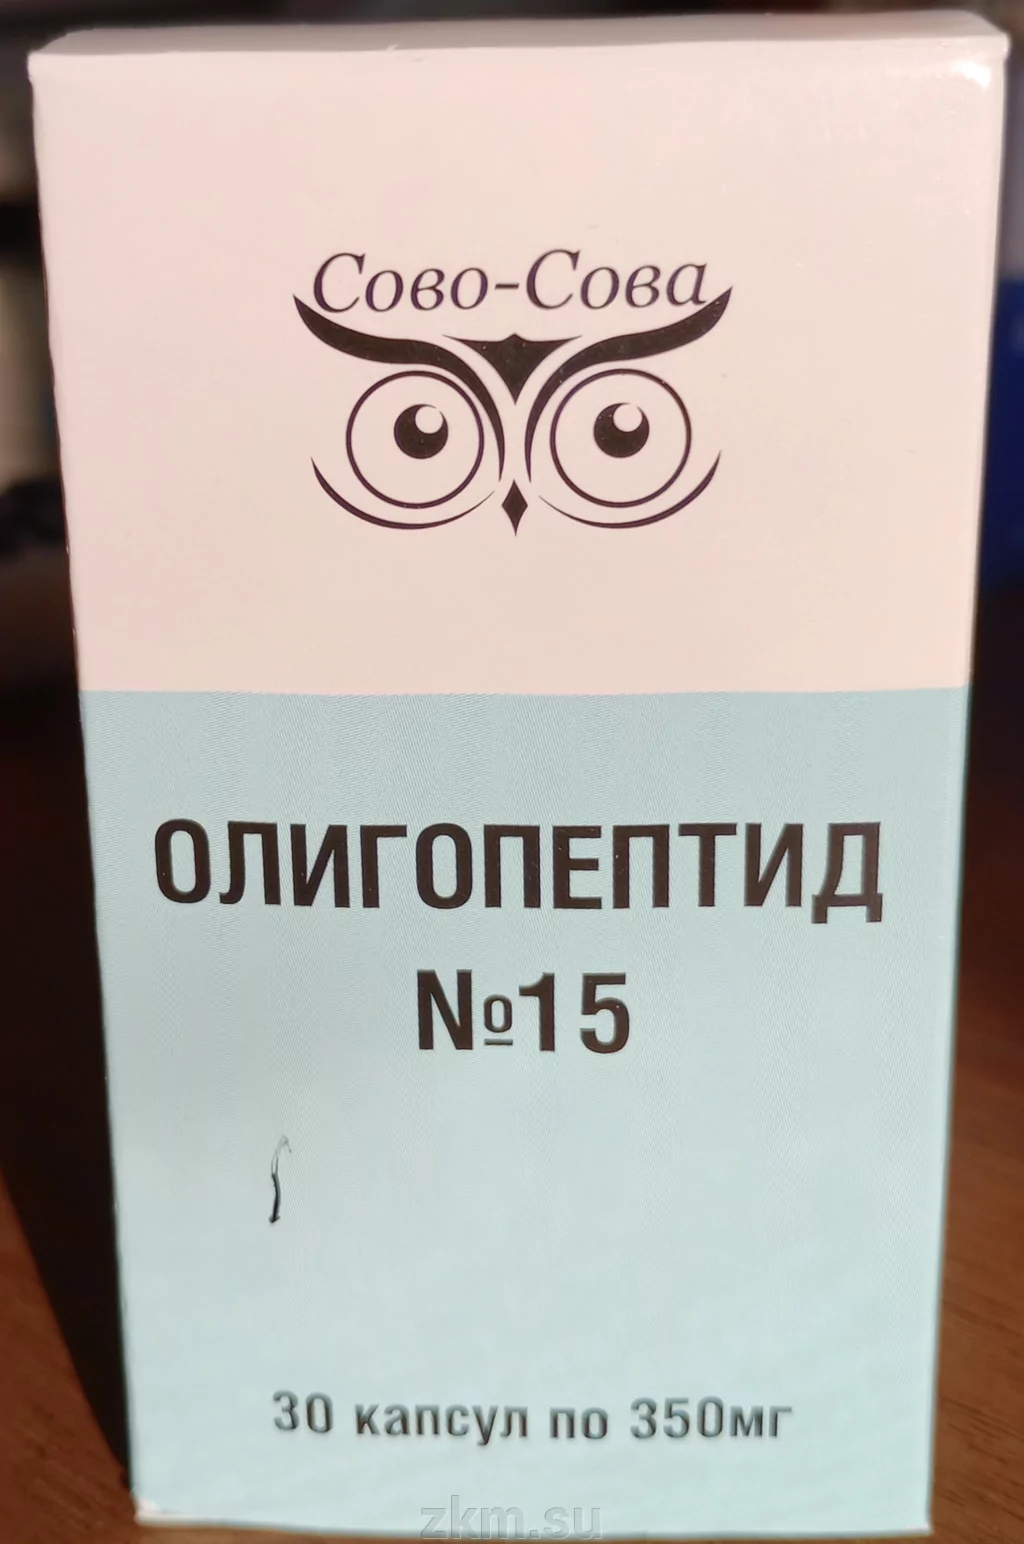 Сово-Сова
ОЛИГОПЕПТИД
№15
30 капсул по 350мг
zkm.su